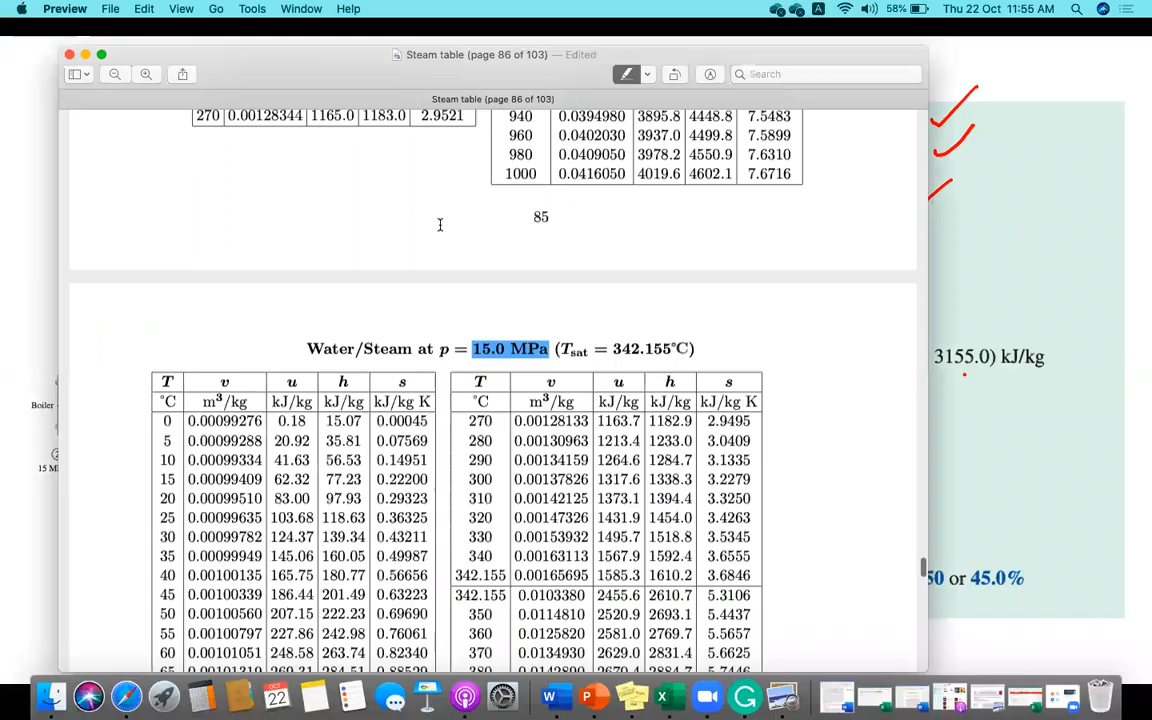 Preview File Edit View Go Tools Window Help 58% Thu 22 Oct 11:55 AM
Steam table (page 86 of 103) — Edited
Search
Steam table (page 86 of 103)
270 0.00128344 1165.0 1183.0 2.9521
940 0.0394980 3895.8 4448.8 7.5483
960 0.0402030 3937.0 4499.8 7.5899
980 0.0409050 3978.2 4550.9 7.6310
1000 0.0416050 4019.6 4602.1 7.6716
85
Water/Steam at p = 15.0 MPa (Tsat = 342.155°C)
T v u h s
°C m³/kg kJ/kg kJ/kg kJ/kg K
0 0.00099276 0.18 15.07 0.00045
5 0.00099288 20.92 35.81 0.07569
10 0.00099334 41.63 56.53 0.14951
15 0.00099409 62.32 77.23 0.22200
20 0.00099510 83.00 97.93 0.29323
25 0.00099635 103.68 118.63 0.36325
30 0.00099782 124.37 139.34 0.43211
35 0.00099949 145.06 160.05 0.49987
40 0.00100135 165.75 180.77 0.56656
45 0.00100339 186.44 201.49 0.63223
50 0.00100560 207.15 222.23 0.69690
55 0.00100797 227.86 242.98 0.76061
60 0.00101051 248.58 263.74 0.82340
T v u h s
°C m³/kg kJ/kg kJ/kg kJ/kg K
270 0.00128133 1163.7 1182.9 2.9495
280 0.00130963 1213.4 1233.0 3.0409
290 0.00134159 1264.6 1284.7 3.1335
300 0.00137826 1317.6 1338.3 3.2279
310 0.00142125 1373.1 1394.4 3.3250
320 0.00147326 1431.9 1454.0 3.4263
330 0.00153932 1495.7 1518.8 3.5345
340 0.00163113 1567.9 1592.4 3.6555
342.155 0.00165695 1585.3 1610.2 3.6846
342.155 0.0103380 2455.6 2610.7 5.3106
350 0.0114810 2520.9 2693.1 5.4437
360 0.0125820 2581.0 2769.7 5.5657
370 0.0134930 2629.0 2831.4 5.6625
3155.0) kJ/kg
Boiler
15 M
50 or 45.0%
OCT
22